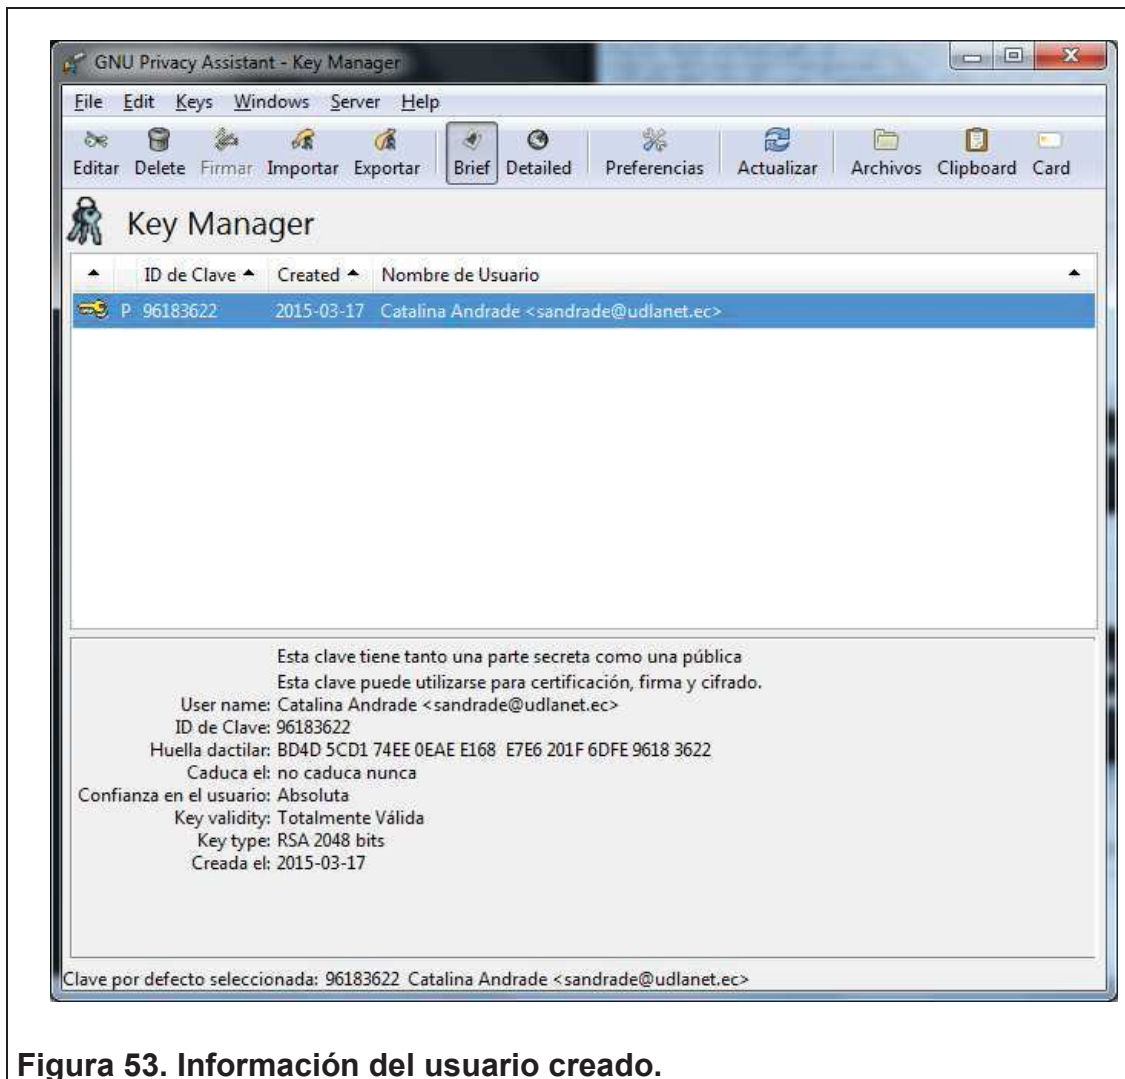 GNU Privacy Assistant - Key Manager
File Edit Keys Windows Server Help
Editar Delete Firmar Importar Exportar Brief Detailed Preferencias Actualizar Archivos Clipboard Card
Key Manager
ID de Clave Created Nombre de Usuario
P 96183622 2015-03-17 Catalina Andrade <sandrade@udlanet.ec>
Esta clave tiene tanto una parte secreta como una pública
Esta clave puede utilizarse para certificación, firma y cifrado.
User name: Catalina Andrade <sandrade@udlanet.ec>
ID de Clave: 96183622
Huella dactilar: BD4D 5CD1 74EE 0EAE E168 E7E6 201F 6DFE 9618 3622
Caduca el: no caduca nunca
Confianza en el usuario: Absoluta
Key validity: Totalmente Válida
Key type: RSA 2048 bits
Creada el: 2015-03-17
Clave por defecto seleccionada: 96183622 Catalina Andrade <sandrade@udlanet.ec>
Figura 53. Información del usuario creado.